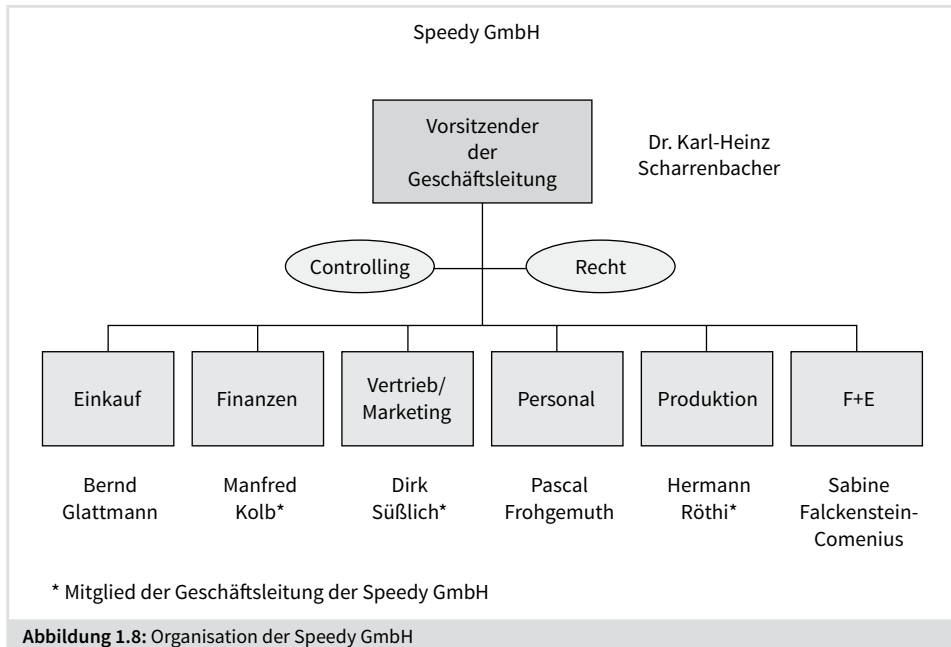 Speedy GmbH
Vorsitzender
der
Geschäftsleitung
Dr. Karl-Heinz
Scharrenbacher
Controlling
Recht
Einkauf
Finanzen
Vertrieb/
Marketing
Personal
Produktion
F+E
Bernd
Glattmann
Manfred
Kolb*
Dirk
Süßlich*
Pascal
Frohgemuth
Hermann
Röthi*
Sabine
Falckenstein-
Comenius
* Mitglied der Geschäftsleitung der Speedy GmbH
Abbildung 1.8: Organisation der Speedy GmbH